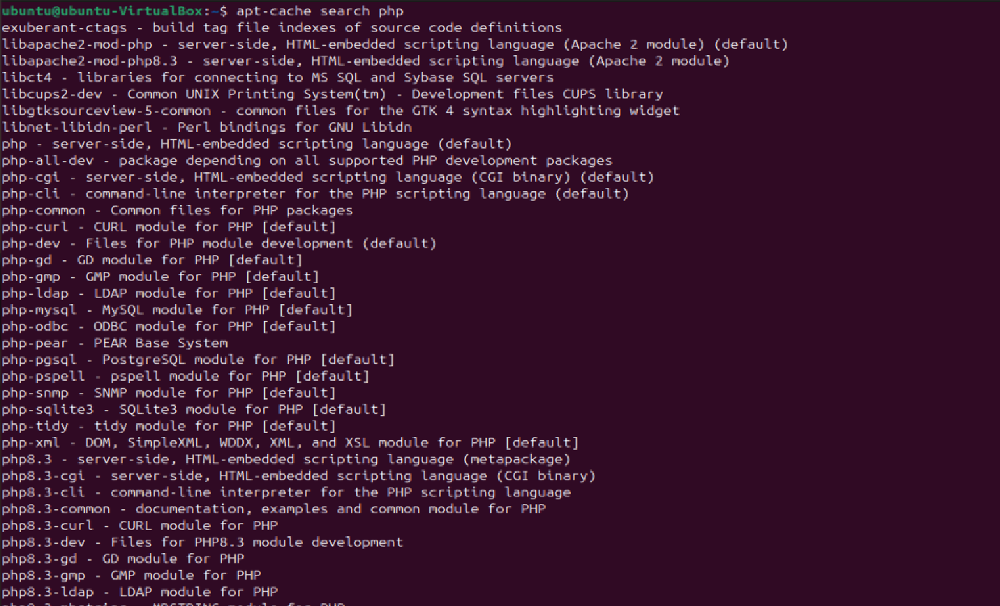 ubuntu@ubuntu-VirtualBox:~$ apt-cache search php
exuberant-ctags - build tag file indexes of source code definitions
libapache2-mod-php - server-side, HTML-embedded scripting language (Apache 2 module) (default)
libapache2-mod-php8.3 - server-side, HTML-embedded scripting language (Apache 2 module)
libct4 - libraries for connecting to MS SQL and Sybase SQL servers
libcups2-dev - Common UNIX Printing System(tm) - Development files CUPS library
libgtksourceview-5-common - common files for the GTK 4 syntax highlighting widget
libnet-libidn-perl - Perl bindings for GNU Libidn
php - server-side, HTML-embedded scripting language (default)
php-all-dev - package depending on all supported PHP development packages
php-cgi - server-side, HTML-embedded scripting language (CGI binary) (default)
php-cli - command-line interpreter for the PHP scripting language (default)
php-common - Common files for PHP packages
php-curl - CURL module for PHP [default]
php-dev - Files for PHP module development (default)
php-gd - GD module for PHP [default]
php-gmp - GMP module for PHP [default]
php-ldap - LDAP module for PHP [default]
php-mysql - MySQL module for PHP [default]
php-odbc - ODBC module for PHP [default]
php-pear - PEAR Base System
php-pgsql - PostgreSQL module for PHP [default]
php-pspell - pspell module for PHP [default]
php-snmp - SNMP module for PHP [default]
php-sqlite3 - SQLite3 module for PHP [default]
php-tidy - tidy module for PHP [default]
php-xml - DOM, SimpleXML, WDDX, XML, and XSL module for PHP [default]
php8.3 - server-side, HTML-embedded scripting language (metapackage)
php8.3-cgi - server-side, HTML-embedded scripting language (CGI binary)
php8.3-cli - command-line interpreter for the PHP scripting language
php8.3-common - documentation, examples and common module for PHP
php8.3-curl - CURL module for PHP
php8.3-dev - Files for PHP8.3 module development
php8.3-gd - GD module for PHP
php8.3-gmp - GMP module for PHP
php8.3-ldap - LDAP module for PHP